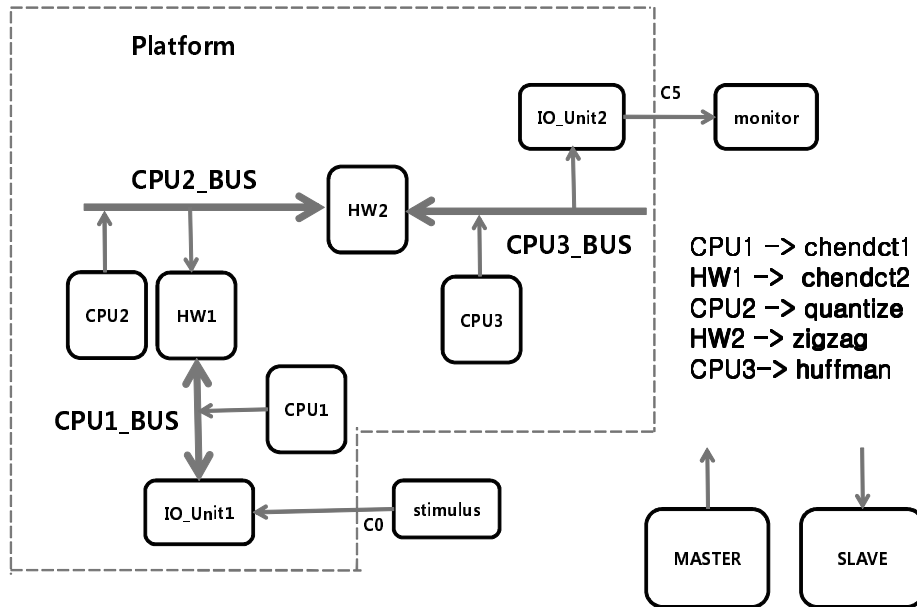 Platform
C5
IO_Unit2
monitor
CPU2_BUS
HW2
CPU3_BUS
CPU2
HW1
CPU3
CPU1 -> chendct1
HW1 -> chendct2
CPU2 -> quantize
HW2 -> zigzag
CPU3-> huffman
CPU1_BUS
CPU1
IO_Unit1
C0
stimulus
MASTER
SLAVE